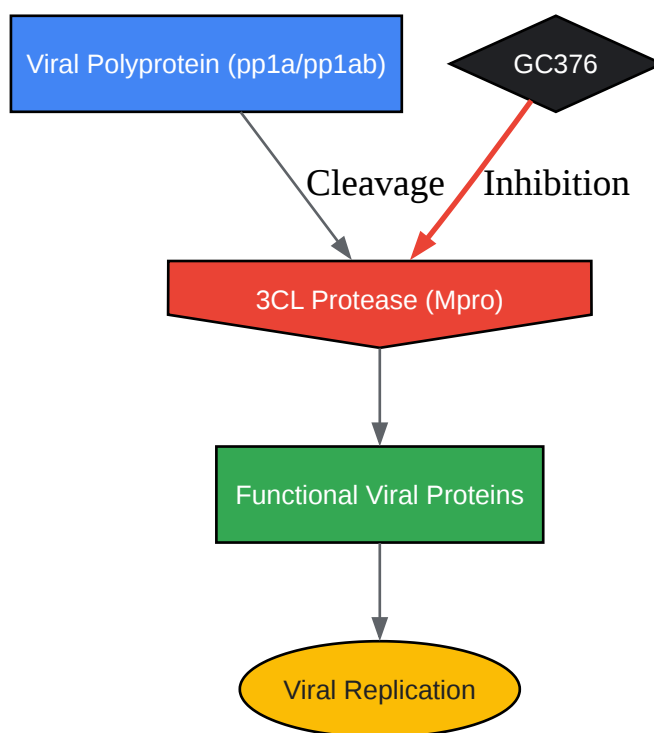 Viral Polyprotein (pp1a/pp1ab)
GC376
Cleavage
Inhibition
3CL Protease (Mpro)
Functional Viral Proteins
Viral Replication